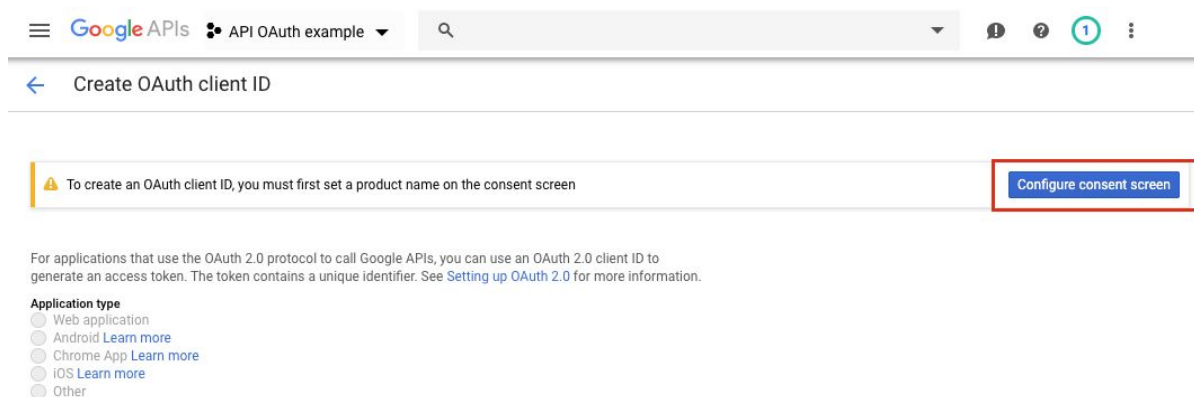 Google APIs API OAuth example 1
Create OAuth client ID
To create an OAuth client ID, you must first set a product name on the consent screen Configure consent screen
For applications that use the OAuth 2.0 protocol to call Google APIs, you can use an OAuth 2.0 client ID to
generate an access token. The token contains a unique identifier. See Setting up OAuth 2.0 for more information.
Application type
Web application
Android Learn more
Chrome App Learn more
iOS Learn more
Other